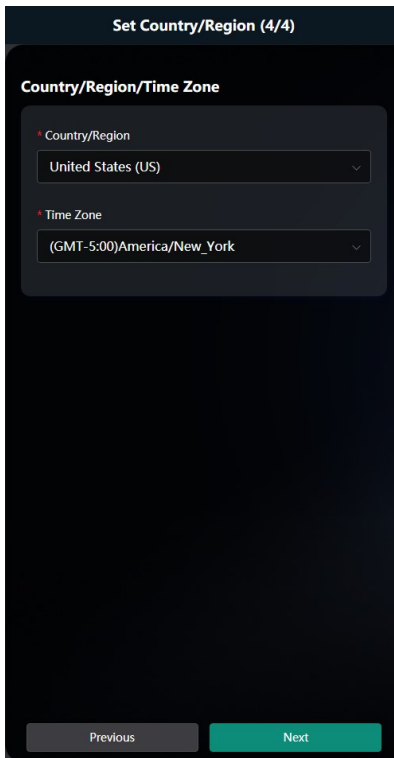 Set Country/Region (4/4)
Country/Region/Time Zone
* Country/Region
United States (US)
* Time Zone
(GMT-5:00)America/New_York
Previous
Next